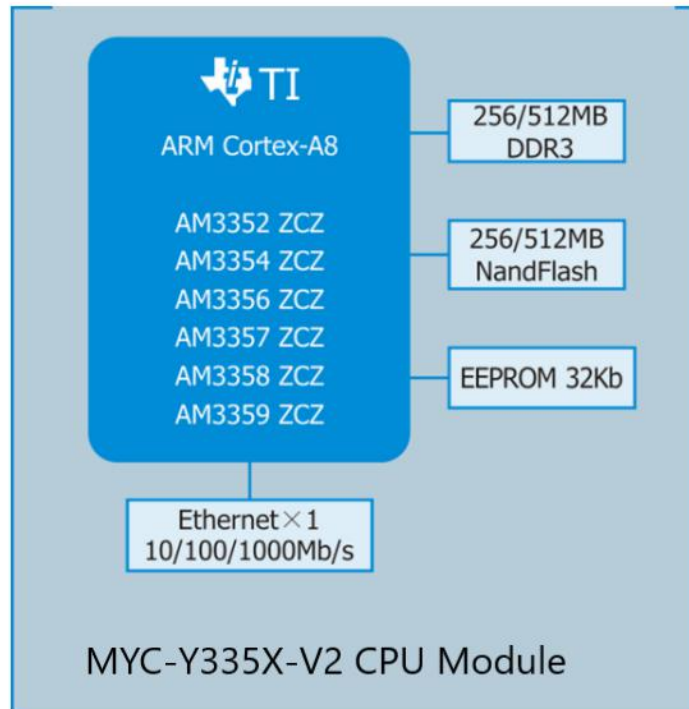 TI
ARM Cortex-A8
AM3352 ZCZ
AM3354 ZCZ
AM3356 ZCZ
AM3357 ZCZ
AM3358 ZCZ
AM3359 ZCZ
256/512MB
DDR3
256/512MB
NandFlash
EEPROM 32Kb
Ethernet×1
10/100/1000Mb/s
MYC-Y335X-V2 CPU Module